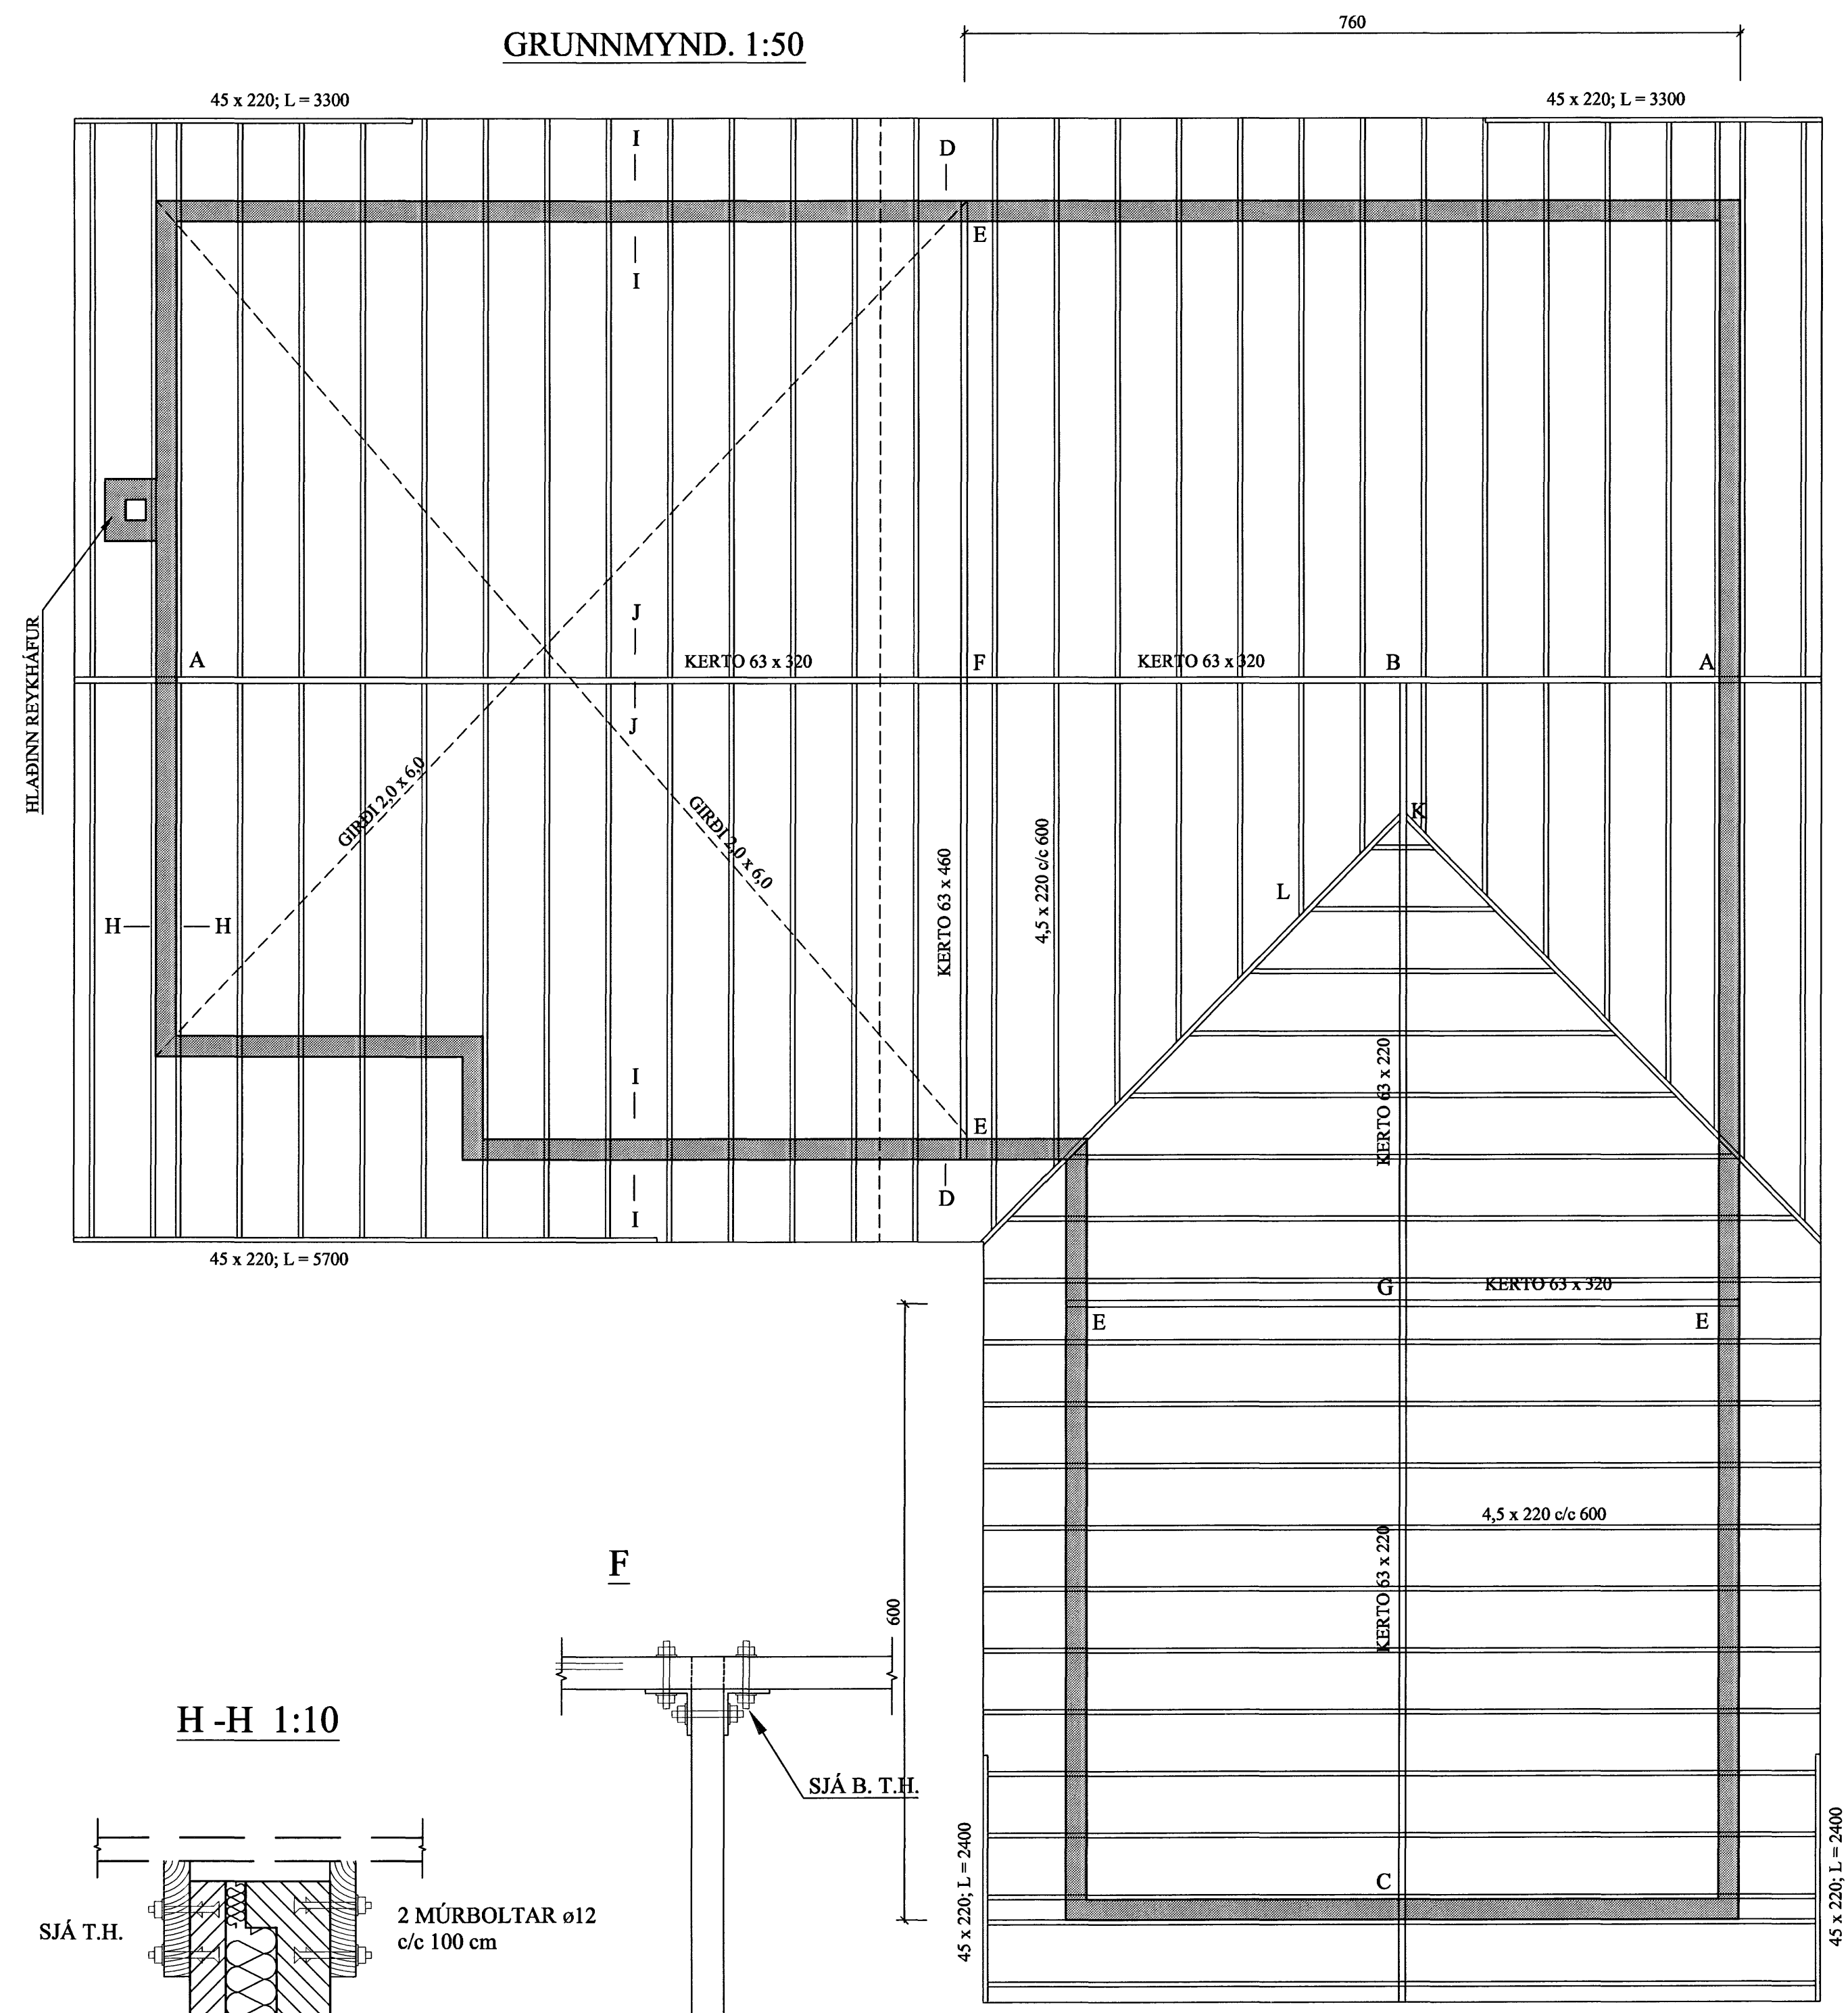 GRUNNMYND. 1:50
760
45 x 220; L = 3300
45 x 220; L = 3300
I
D
E
I
HLAÐINN REYKHÁFUR
A
J
KERTO 63 x 320
F
KERTO 63 x 320
B
A
J
GIRÐI 2,0 x 6,0
GIRÐI 2,0 x 6,0
KERTO 63 x 460
4,5 x 220 c/c 600
K
L
H
H
KERTO 63 x 220
I
E
D
I
45 x 220; L = 5700
G
KERTO 63 x 320
E
E
4,5 x 220 c/c 600
KERTO 63 x 220
600
F
SJÁ B. T.H.
H -H 1:10
SJÁ T.H.
2 MÚRBOLTAR ø12
c/c 100 cm
45 x 220; L = 2400
C
45 x 220; L = 2400